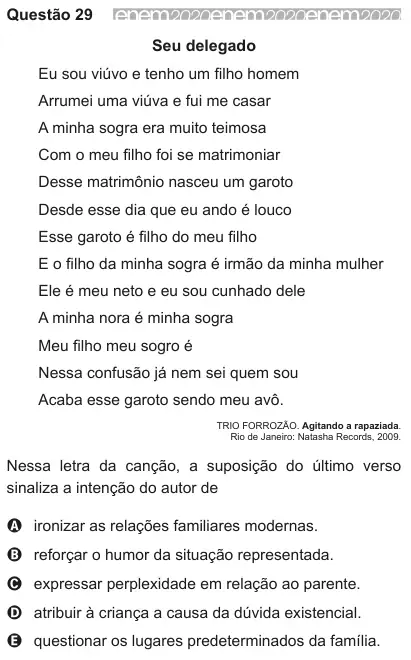 Questão 29 enem2020enem2020enem2020
Seu delegado
Eu sou viúvo e tenho um filho homem
Arrumei uma viúva e fui me casar
A minha sogra era muito teimosa
Com o meu filho foi se matrimoniar
Desse matrimônio nasceu um garoto
Desde esse dia que eu ando é louco
Esse garoto é filho do meu filho
E o filho da minha sogra é irmão da minha mulher
Ele é meu neto e eu sou cunhado dele
A minha nora é minha sogra
Meu filho meu sogro é
Nessa confusão já nem sei quem sou
Acaba esse garoto sendo meu avô.
TRIO FORROZÃO. Agitando a rapaziada.
Rio de Janeiro: Natasha Records, 2009.
Nessa letra da canção, a suposição do último verso
sinaliza a intenção do autor de
A ironizar as relações familiares modernas.
B reforçar o humor da situação representada.
C expressar perplexidade em relação ao parente.
D atribuir à criança a causa da dúvida existencial.
E questionar os lugares predeterminados da família.